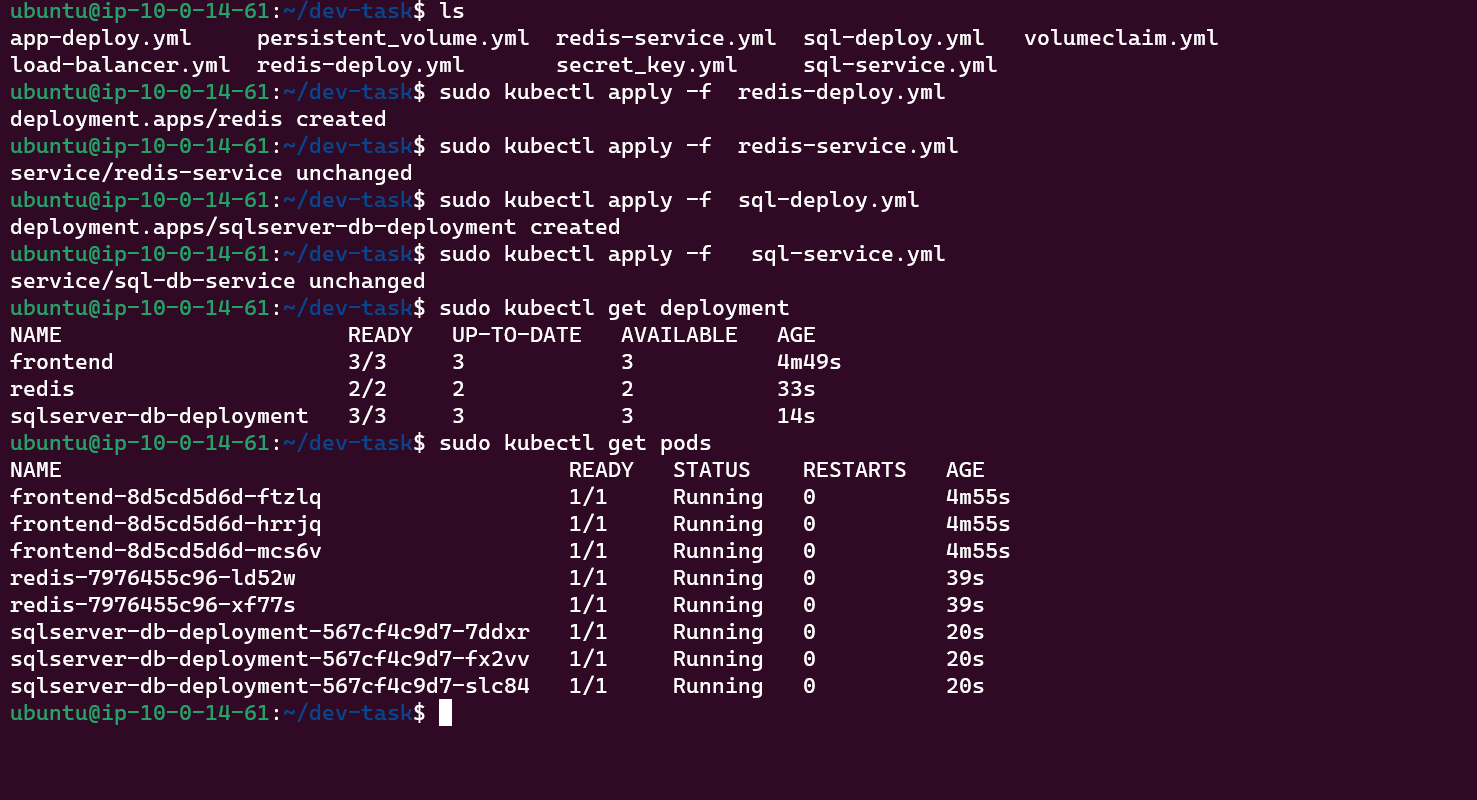 ubuntu@ip-10-0-14-61:~/dev-task$ ls
app-deploy.yml     persistent_volume.yml  redis-service.yml  sql-deploy.yml   volumeclaim.yml
load-balancer.yml  redis-deploy.yml       secret_key.yml     sql-service.yml
ubuntu@ip-10-0-14-61:~/dev-task$ sudo kubectl apply -f  redis-deploy.yml
deployment.apps/redis created
ubuntu@ip-10-0-14-61:~/dev-task$ sudo kubectl apply -f  redis-service.yml
service/redis-service unchanged
ubuntu@ip-10-0-14-61:~/dev-task$ sudo kubectl apply -f  sql-deploy.yml
deployment.apps/sqlserver-db-deployment created
ubuntu@ip-10-0-14-61:~/dev-task$ sudo kubectl apply -f   sql-service.yml
service/sql-db-service unchanged
ubuntu@ip-10-0-14-61:~/dev-task$ sudo kubectl get deployment
NAME                      READY   UP-TO-DATE   AVAILABLE   AGE
frontend                  3/3     3            3           4m49s
redis                     2/2     2            2           33s
sqlserver-db-deployment   3/3     3            3           14s
ubuntu@ip-10-0-14-61:~/dev-task$ sudo kubectl get pods
NAME                                       READY   STATUS    RESTARTS   AGE
frontend-8d5cd5d6d-ftzlq                   1/1     Running   0          4m55s
frontend-8d5cd5d6d-hrrjq                   1/1     Running   0          4m55s
frontend-8d5cd5d6d-mcs6v                   1/1     Running   0          4m55s
redis-7976455c96-ld52w                     1/1     Running   0          39s
redis-7976455c96-xf77s                     1/1     Running   0          39s
sqlserver-db-deployment-567cf4c9d7-7ddxr   1/1     Running   0          20s
sqlserver-db-deployment-567cf4c9d7-fx2vv   1/1     Running   0          20s
sqlserver-db-deployment-567cf4c9d7-slc84   1/1     Running   0          20s
ubuntu@ip-10-0-14-61:~/dev-task$